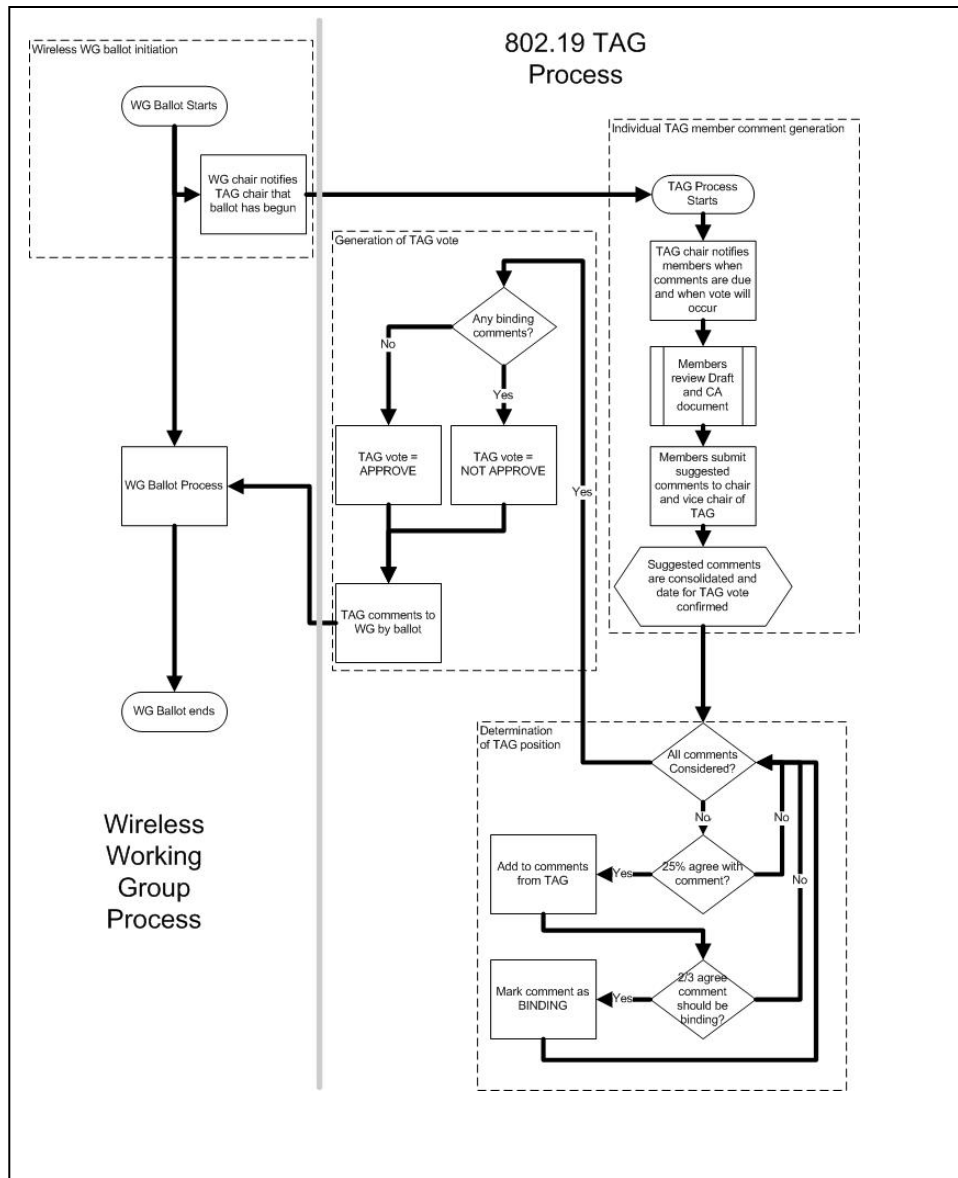 802.19 TAG
Process
Wireless WG ballot initiation
WG Ballot Starts
WG chair notifies
TAG chair that
ballot has begun
Individual TAG member comment generation
TAG Process
Starts
TAG chair notifies
members when
comments are due
and when vote will
occur
Members
review Draft
and CA
document
Members submit
suggested
comments to chair
and vice chair of
TAG
Suggested comments
are consolidated and
date for TAG vote
confirmed
Generation of TAG vote
Any binding
comments?
No
Yes
TAG vote =
APPROVE
TAG vote =
NOT APPROVE
Yes
TAG comments to
WG by ballot
WG Ballot Process
WG Ballot ends
Determination
of TAG position
All comments
Considered?
No
No
25% agree with
comment?
Yes
No
Add to comments
from TAG
2/3 agree
comment
should be
binding?
Yes
Mark comment as
BINDING
Wireless
Working
Group
Process